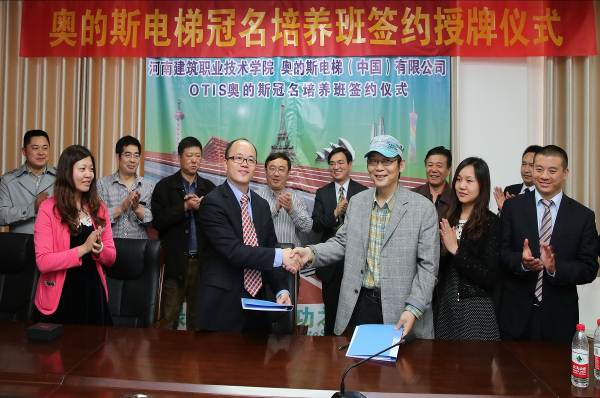 奥的斯电梯冠名培养班签约授牌仪式
河南建筑职业技术学院 奥的斯电梯（中国）有限公司
OTIS奥的斯冠名培养班签约仪式